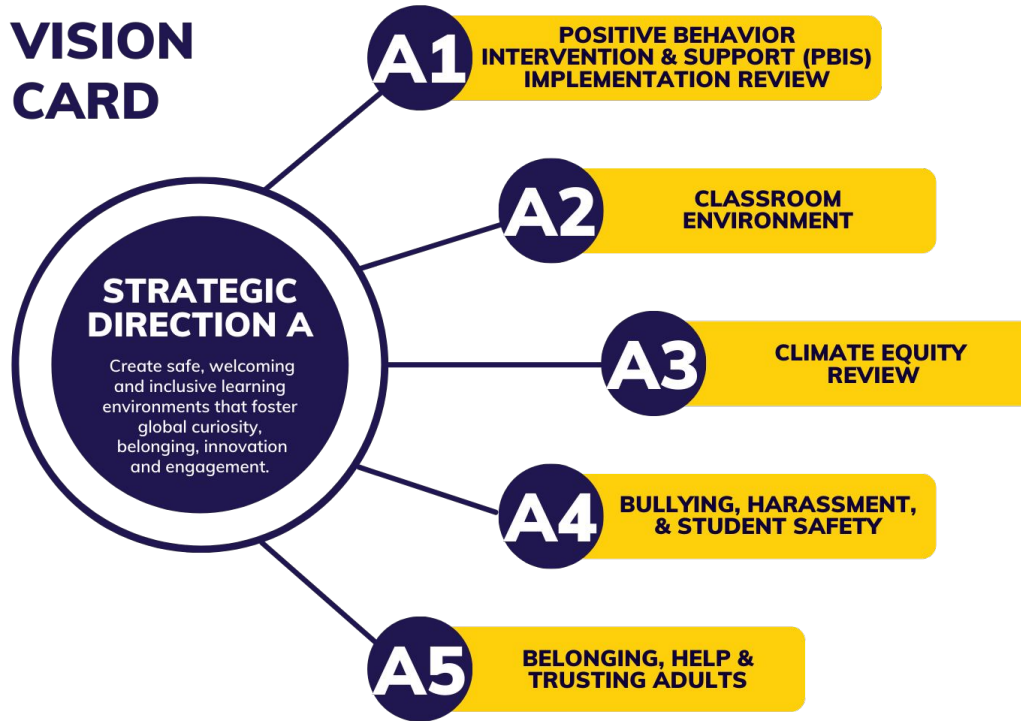 VISION
CARD
A1
POSITIVE BEHAVIOR
INTERVENTION & SUPPORT (PBIS)
IMPLEMENTATION REVIEW
A2
CLASSROOM
ENVIRONMENT
STRATEGIC
DIRECTION A
Create safe, welcoming
and inclusive learning
environments that foster
global curiosity,
belonging, innovation
and engagement.
A3
CLIMATE EQUITY
REVIEW
A4
BULLYING, HARASSMENT,
& STUDENT SAFETY
A5
BELONGING, HELP &
TRUSTING ADULTS